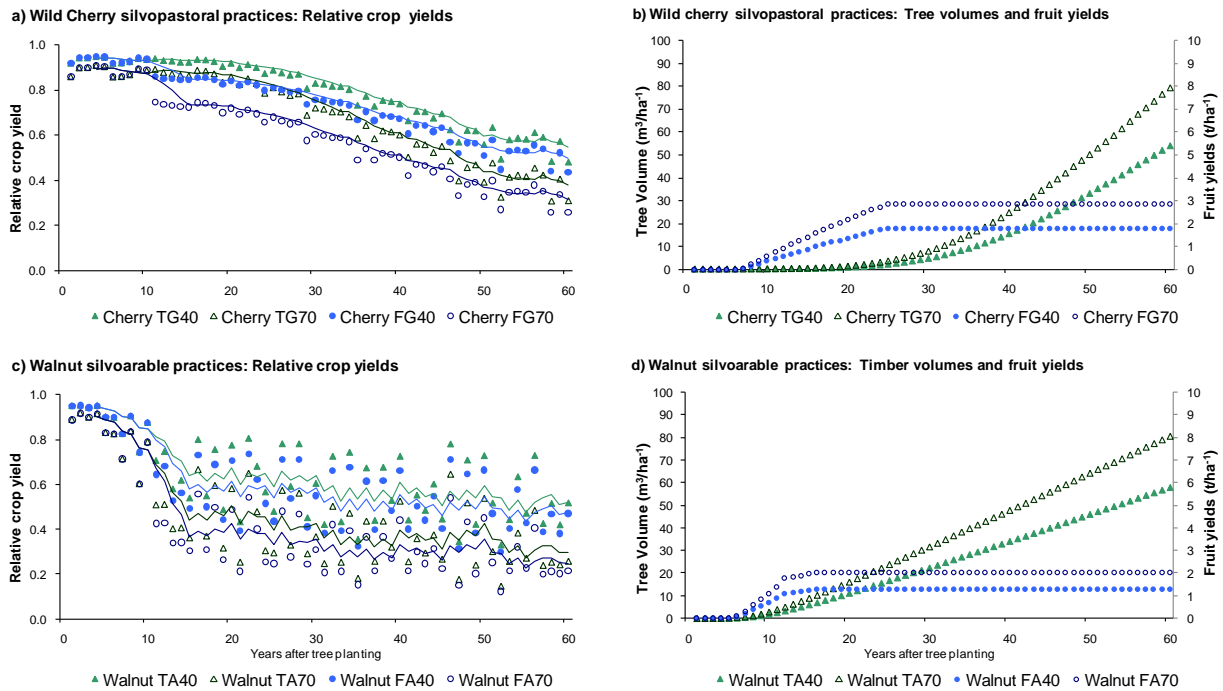 a) Wild Cherry silvopastoral practices: Relative crop yields
Relative crop yield
1.0
0.8
0.6
0.4
0.2
0.0
0 10 20 30 40 50 60
▲ Cherry TG40 △ Cherry TG70 ● Cherry FG40 ○ Cherry FG70
b) Wild cherry silvopastoral practices: Tree volumes and fruit yields
Tree Volume (m³/ha⁻¹)
100
90
80
70
60
50
40
30
20
10
0
10
9
8
7
6
5
4
3
2
1
0
Fruit yields (t/ha⁻¹)
0 10 20 30 40 50 60
▲ Cherry TG40 △ Cherry TG70 ● Cherry FG40 ○ Cherry FG70
c) Walnut silvoarable practices: Relative crop yields
Relative crop yield
1.0
0.8
0.6
0.4
0.2
0.0
0 10 20 30 40 50 60
Years after tree planting
▲ Walnut TA40 △ Walnut TA70 ● Walnut FA40 ○ Walnut FA70
d) Walnut silvoarable practices: Timber volumes and fruit yields
Tree Volume (m³/ha⁻¹)
100
90
80
70
60
50
40
30
20
10
0
10
9
8
7
6
5
4
3
2
1
0
Fruit yields (t/ha⁻¹)
0 10 20 30 40 50 60
Years after tree planting
▲ Walnut TA40 △ Walnut TA70 ● Walnut FA40 ○ Walnut FA70